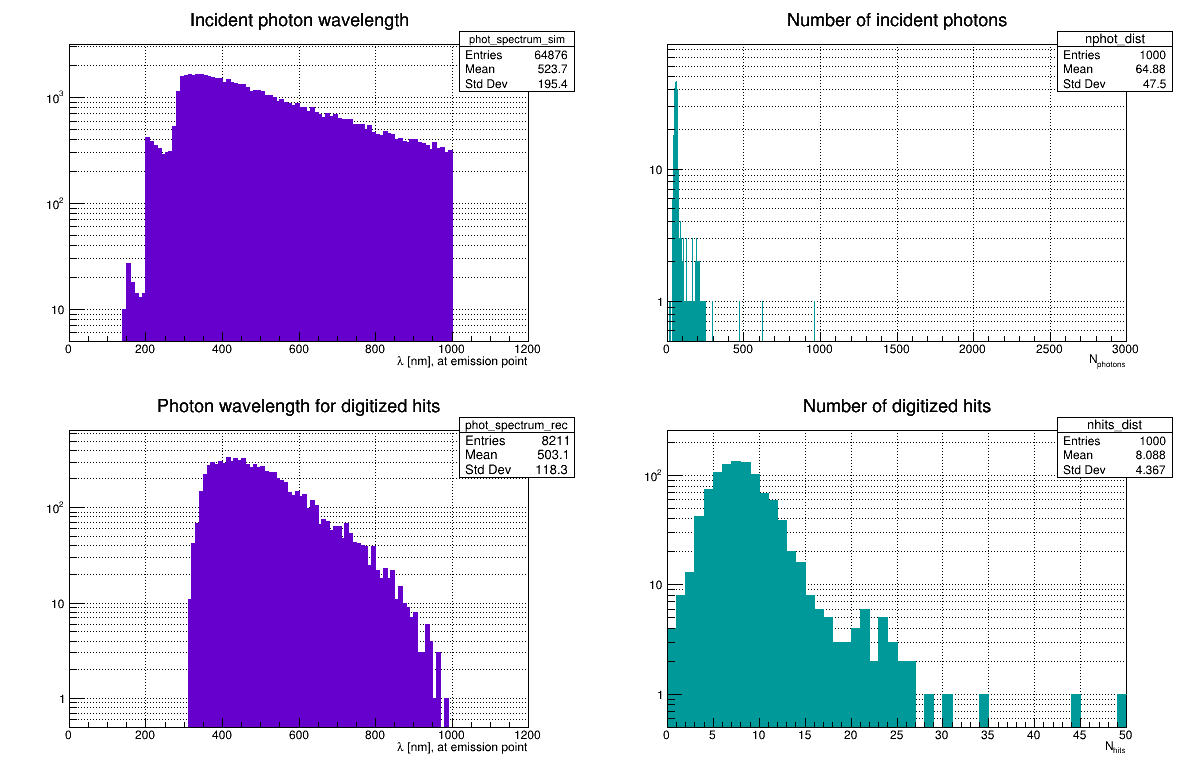 Incident photon wavelength
phot_spectrum_sim
Entries 64876
Mean 523.7
Std Dev 195.4
10³
10²
10
0 200 400 600 800 1000 1200
λ [nm], at emission point
Number of incident photons
nphot_dist
Entries 1000
Mean 64.88
Std Dev 47.5
10
1
0 500 1000 1500 2000 2500 3000
Nphotons
Photon wavelength for digitized hits
phot_spectrum_rec
Entries 8211
Mean 503.1
Std Dev 118.3
10²
10
1
0 200 400 600 800 1000 1200
λ [nm], at emission point
Number of digitized hits
nhits_dist
Entries 1000
Mean 8.088
Std Dev 4.367
10²
10
1
0 5 10 15 20 25 30 35 40 45 50
Nhits